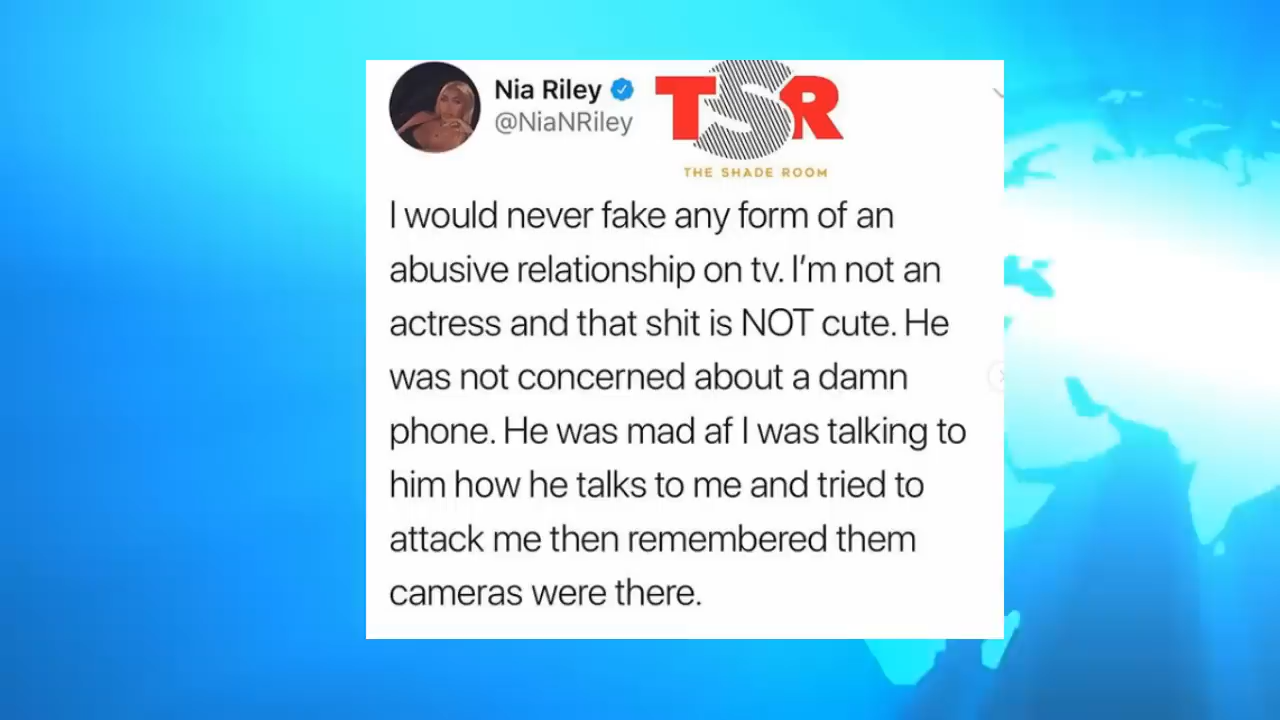 Nia Riley
@NiaNRiley
TSR
THE SHADE ROOM
I would never fake any form of an
abusive relationship on tv. I’m not an
actress and that shit is NOT cute. He
was not concerned about a damn
phone. He was mad af I was talking to
him how he talks to me and tried to
attack me then remembered them
cameras were there.